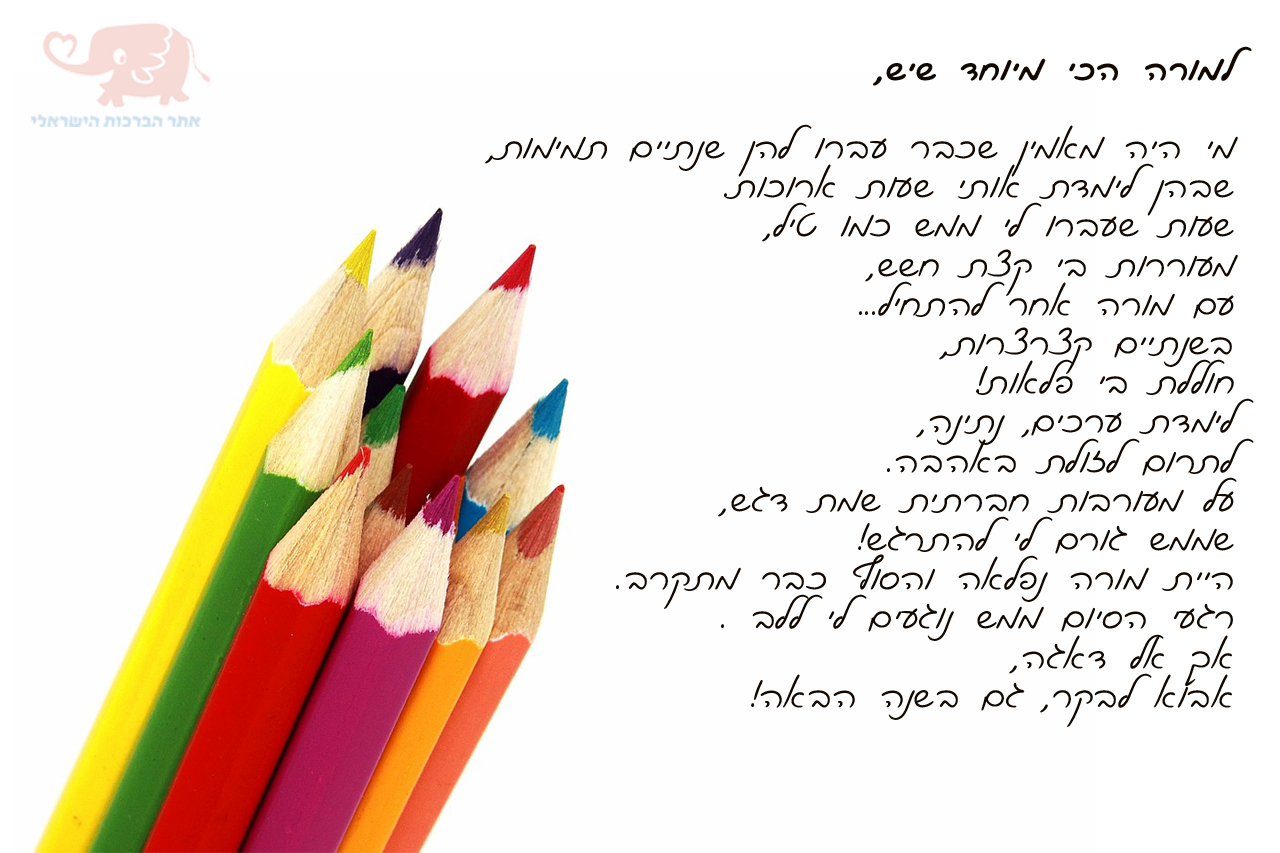 אתר הברכות הישראלי
למורה הכי מיוחד שיש,
מי היה מאמין שכבר עברו להן שנתיים תמימות,
שבהן לימדת אותי שעות ארוכות.
שעות שעברו לי ממש כמו טיל,
מעוררות בי קצת חשש,
עם מורה אחר להתחיל...
בשנתיים קצרצרות,
חוללת בי פלאות!
לימדת ערכים, נתינה,
לתרום לזולת באהבה.
על מעורבות חברתית שמת דגש,
שממש גורם לי להתרגש!
היית מורה נפלאה והסוף כבר מתקרב.
רגעי הסיום ממש נוגעים לי ללב .
אך אל דאגה,
אבוא לבקר, גם בשנה הבאה!